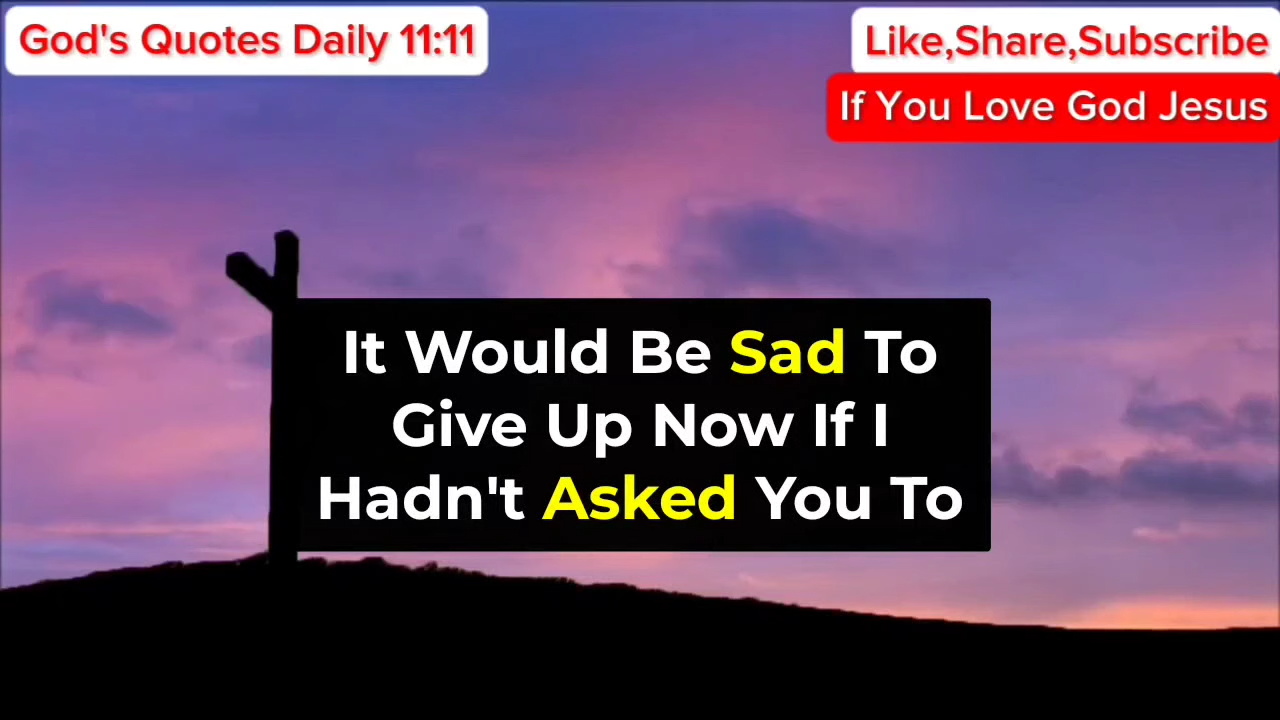 God's Quotes Daily 11:11
Like,Share,Subscribe
If You Love God Jesus
It Would Be Sad To
Give Up Now If I
Hadn't Asked You To